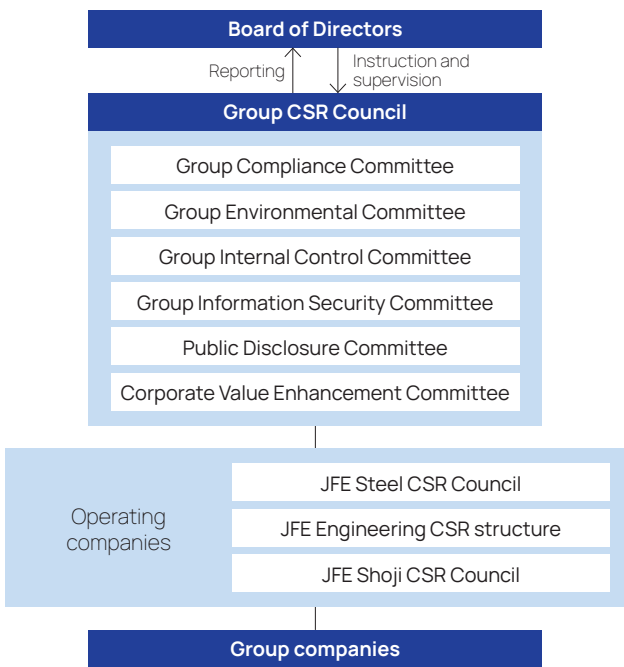 Board of Directors
Reporting
Instruction and
supervision
Group CSR Council
Group Compliance Committee
Group Environmental Committee
Group Internal Control Committee
Group Information Security Committee
Public Disclosure Committee
Corporate Value Enhancement Committee
Operating
companies
JFE Steel CSR Council
JFE Engineering CSR structure
JFE Shoji CSR Council
Group companies